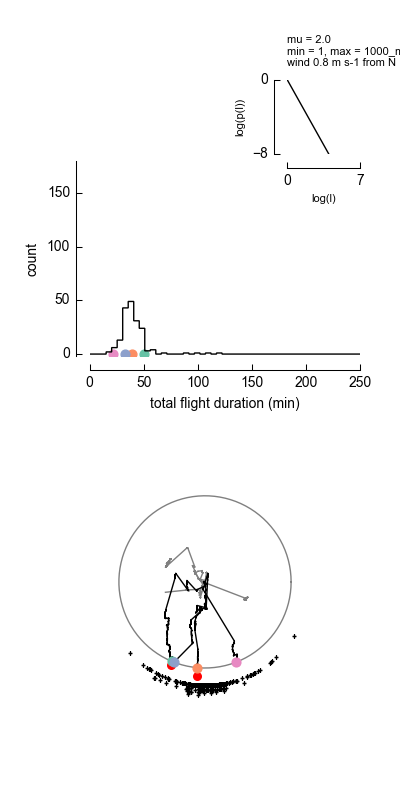 mu = 2.0
min = 1, max = 1000_m
wind 0.8 m s-1 from N
0
log(p(l))
−8
0
7
log(l)
150
100
50
0
count
0
50
100
150
200
250
total flight duration (min)